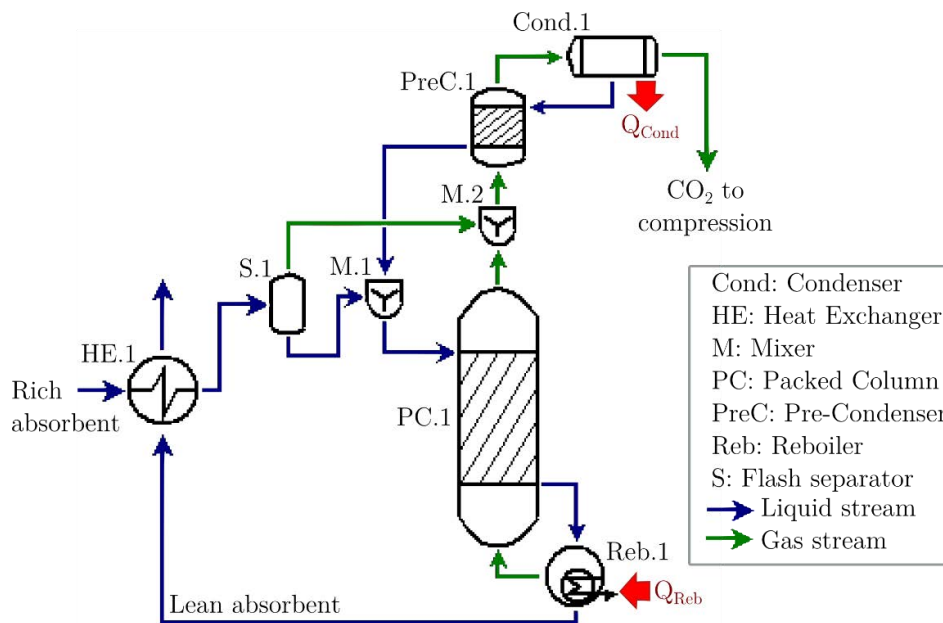 Cond.1
PreC.1
Q_Cond
CO₂ to
compression
M.2
S.1
M.1
HE.1
Rich
absorbent
PC.1
Reb.1
Q_Reb
Lean absorbent
Cond: Condenser
HE: Heat Exchanger
M: Mixer
PC: Packed Column
PreC: Pre-Condenser
Reb: Reboiler
S: Flash separator
Liquid stream
Gas stream